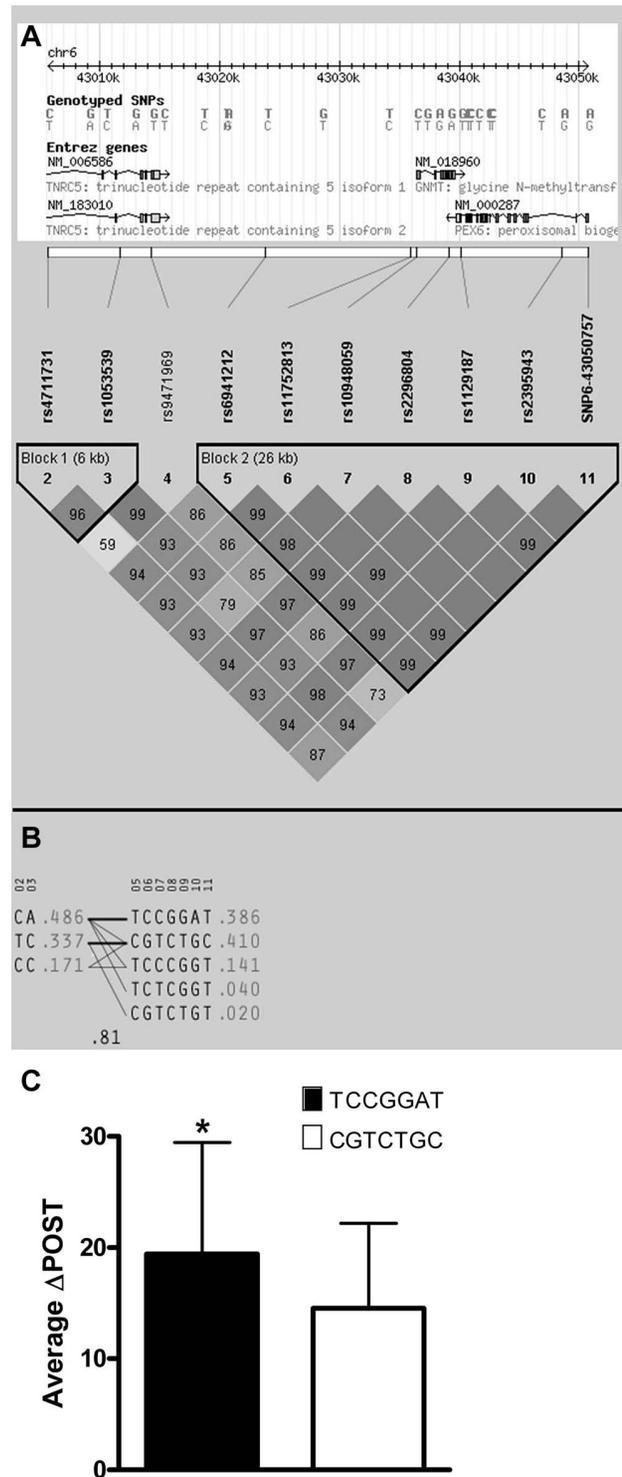 A
chr6
43010k 43020k 43030k 43040k 43050k
Genotyped SNPs
Entrez genes
NM_006586 NM_018960
TNRC5: trinucleotide repeat containing 5 isoform 1 GNMT: glycine N-methyltransf
NM_183010 NM_000287
TNRC5: trinucleotide repeat containing 5 isoform 2 PEX6: peroxisomal bioge
rs4711731 rs1053539 rs9471969 rs6941212 rs11752813 rs10948059 rs2296804 rs1129187 rs2395943 SNP6-43050757
Block 1 (6 kb) Block 2 (26 kb)
2 3 4 5 6 7 8 9 10 11
96 99 86 99
59 93 86 98 99
94 93 85 99 99
93 79 97 99
93 97 86 99 99
94 93 97 99
93 98 73
94 94
87
B
02 03 05 06 07 08 09 10 11
CA .486 TCCGGAT .386
TC .337 CGTCTGC .410
CC .171 TCCCGGT .141
TCTCGGT .040
CGTCTGT .020
.81
C
TCCGGAT
CGTCTGC
*
30
20
10
0
Average ΔPOST